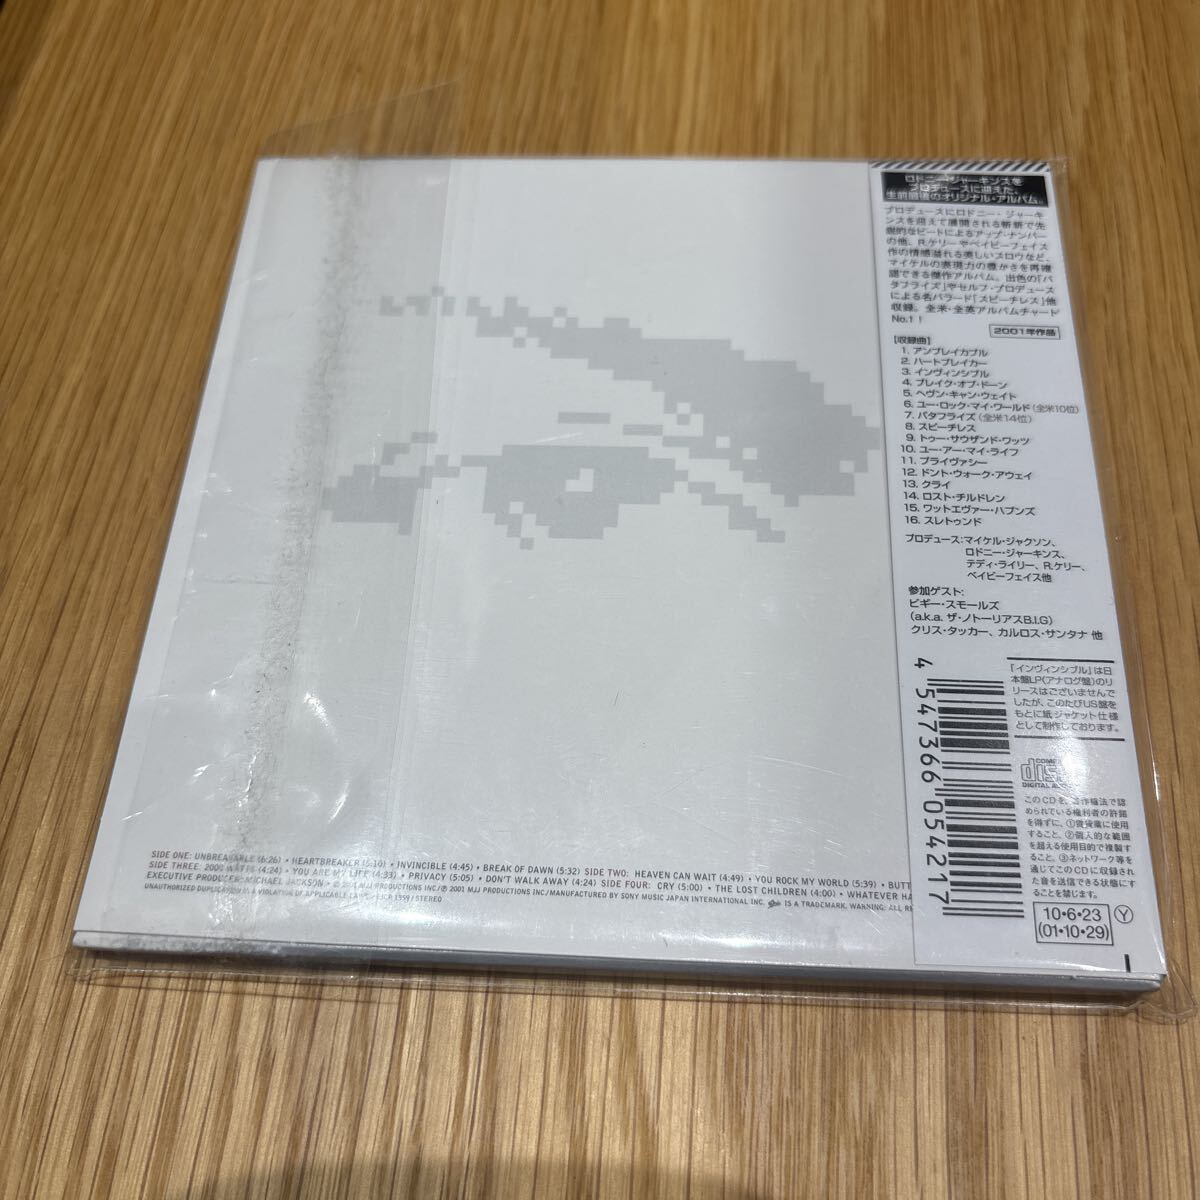 ロドニー・ジャーキンスを
プロデュースに迎えた、
生前最後のオリジナル・アルバム。
プロデュースにロドニー・ジャーキ
ンスを迎えて展開される斬新で先
鋭的なビートによるアップ・ナンバー
の他、R.ケリーやベイビーフェイス
作の情感溢れる美しいスロウなど、
マイケルの表現力の豊かさを再確
認できる傑作アルバム。出色の「バ
タフライズ」やセルフ・プロデュース
による名バラード「スピーチレス」他
収録。全米・全英アルバムチャート
No.1！
2001年作品
【収録曲】
1. アンブレイカブル
2. ハートブレイカー
3. インヴィンシブル
4. ブレイク・オブ・ドーン
5. ヘヴン・キャン・ウェイト
6. ユー・ロック・マイ・ワールド（全米10位）
7. バタフライズ（全米14位）
8. スピーチレス
9. トゥー・サウザンド・ワッツ
10. ユー・アー・マイ・ライフ
11. プライヴァシー
12. ドント・ウォーク・アウェイ
13. クライ
14. ロスト・チルドレン
15. ワットエヴァー・ハプンズ
16. スレトゥンド
プロデュース：マイケル・ジャクソン、
ロドニー・ジャーキンス、
テディ・ライリー、R.ケリー、
ベイビーフェイス他
参加ゲスト：
ビギー・スモールズ
(a.k.a. ザ・ノトーリアスB.I.G)
クリス・タッカー、カルロス・サンタナ 他
「インヴィンシブル」は日
本盤LP（アナログ盤）のリ
リースはございませんで
したが、このたびUS盤を
もとに紙ジャケット仕様
として制作しております。
4 547366 054217
COMP
DIGITAL AUDIO
このCDを、著作権法で認
められている権利者の許諾
を得ずに、①賃貸業に使用
すること、②個人的な範囲
を超える使用目的で複製す
ること、③ネットワーク等を
通じてこのCDに収録され
た音を送信できる状態にす
ることを禁じます。
10・6・23 Ⓨ
(01・10・29)
SIDE ONE: UNBREAKABLE (6:26) • HEARTBREAKER (5:10) • INVINCIBLE (4:45) • BREAK OF DAWN (5:32) SIDE TWO: HEAVEN CAN WAIT (4:49) • YOU ROCK MY WORLD (5:39) • BUTT
SIDE THREE: 2000 WATTS (4:24) • YOU ARE MY LIFE (4:33) • PRIVACY (5:05) • DON'T WALK AWAY (4:24) SIDE FOUR: CRY (5:00) • THE LOST CHILDREN (4:00) • WHATEVER HA
EXECUTIVE PRODUCER: MICHAEL JACKSON • © 2001 MJJ PRODUCTIONS INC/℗ 2001 MJJ PRODUCTIONS INC/MANUFACTURED BY SONY MUSIC JAPAN INTERNATIONAL INC. IS A TRADEMARK. WARNING: ALL RE
UNAUTHORIZED DUPLICATION IS A VIOLATION OF APPLICABLE LAWS. 1359/STEREO